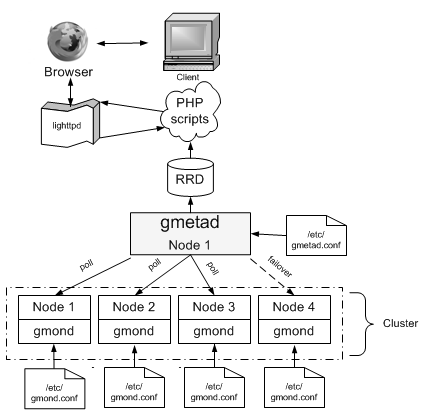 Browser
Client
lighttpd
PHP
scripts
RRD
gmetad
Node 1
/etc/
gmetad.conf
poll
poll
poll
failover
Node 1
Node 2
Node 3
Node 4
gmond
gmond
gmond
gmond
Cluster
/etc/
gmond.conf
/etc/
gmond.conf
/etc/
gmond.conf
/etc/
gmond.conf